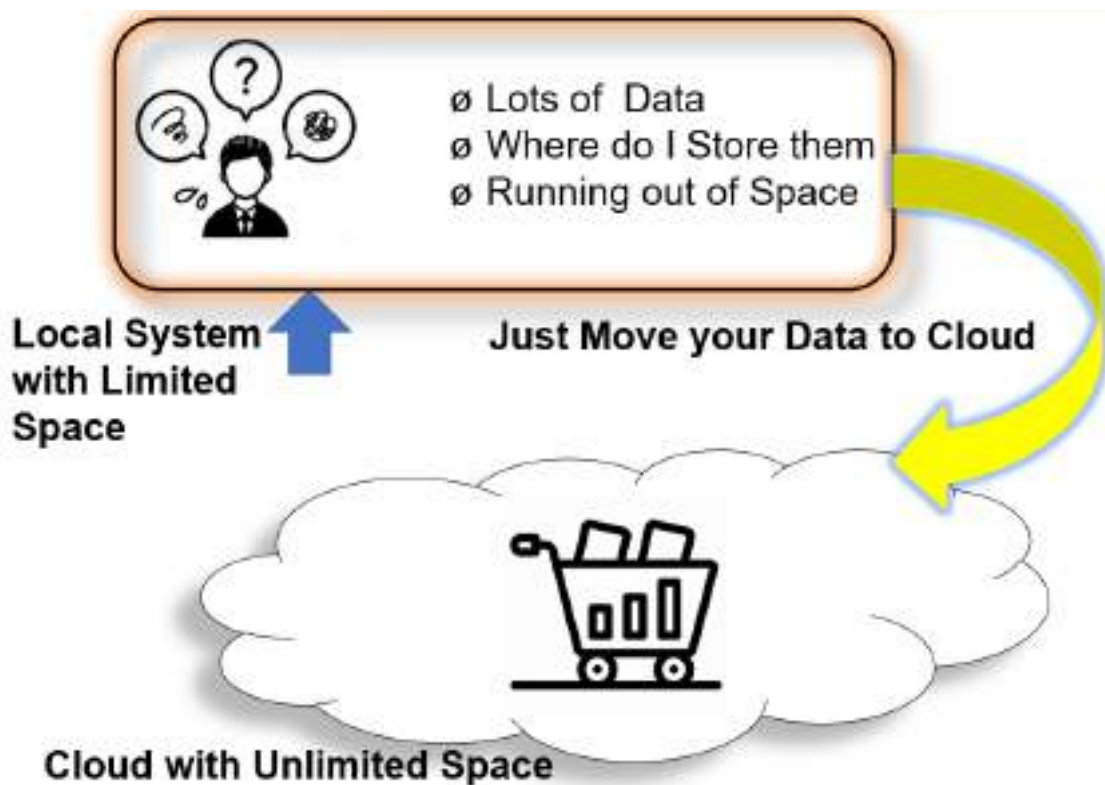 ?
ø Lots of Data
ø Where do I Store them
ø Running out of Space
Local System
with Limited
Space
Just Move your Data to Cloud
Cloud with Unlimited Space